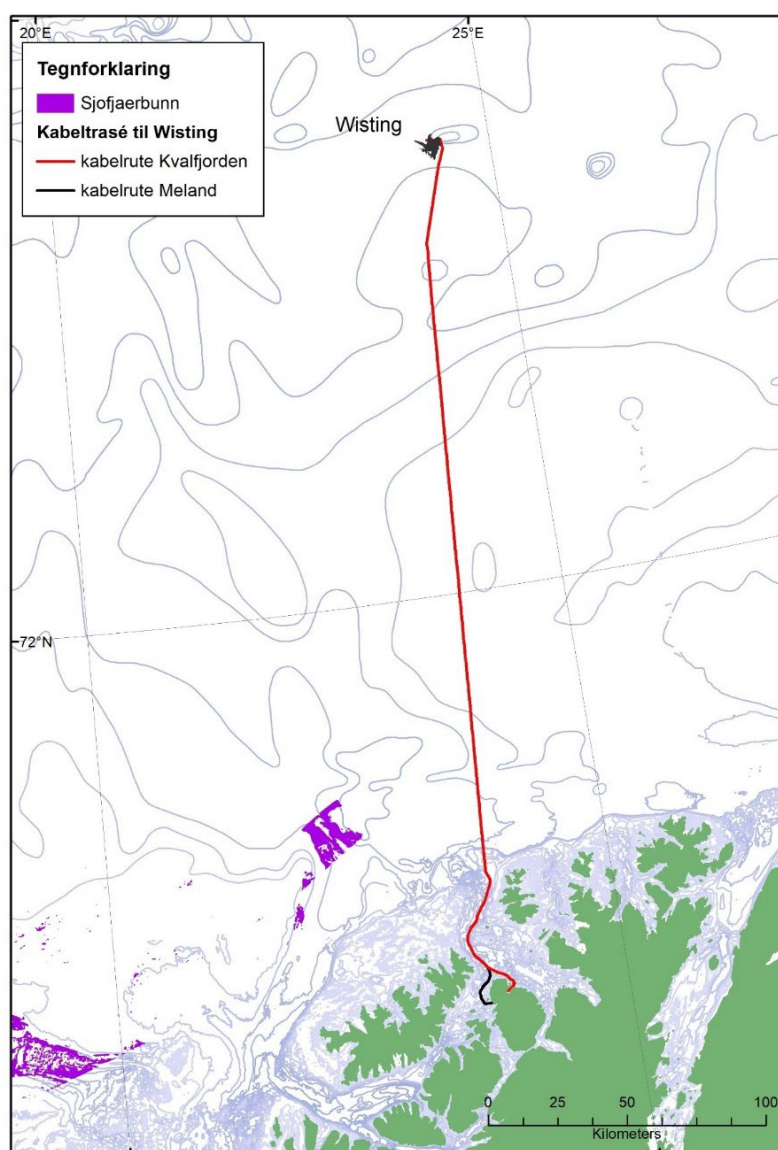 20°E
25°E
Tegnforklaring
Sjofjaerbunn
Kabeltrasé til Wisting
kabelrute Kvalfjorden
kabelrute Meland
Wisting
72°N
0 25 50 100
Kilometers